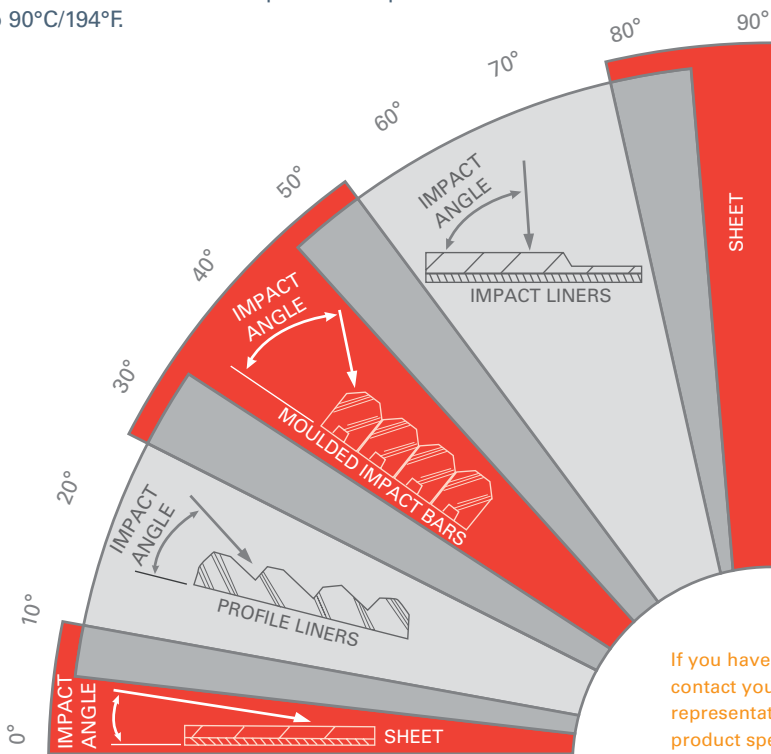 90°C/194°F.
0°
10°
20°
30°
40°
50°
60°
70°
80°
90°
IMPACT
ANGLE
SHEET
IMPACT
ANGLE
PROFILE LINERS
IMPACT
ANGLE
MOULDED IMPACT BARS
IMPACT
ANGLE
IMPACT LINERS
SHEET
If you have
contact you
representat
product spe